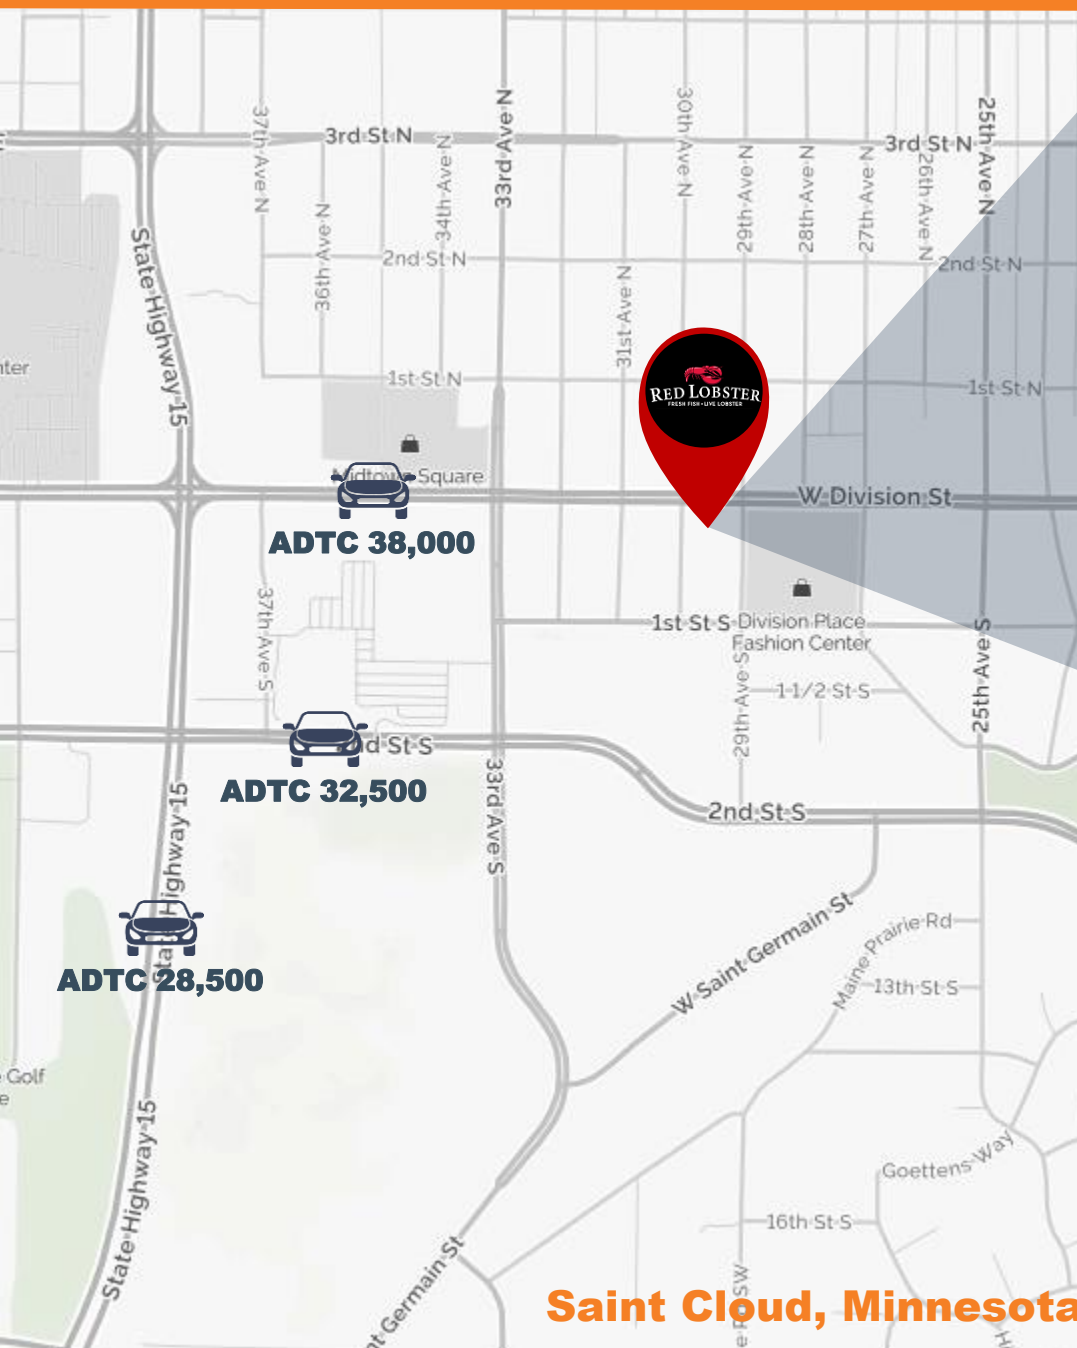 37th Ave N
3rd St N
34th Ave N
33rd Ave N
30th Ave N
29th Ave N
28th Ave N
27th Ave N
3rd St N
26th Ave N
25th Ave N
State Highway 15
36th Ave N
2nd St N
31st Ave N
2nd St N
1st St N
1st St N
RED LOBSTER
FRESH FISH • LIVE LOBSTER
Midtown Square
W Division St
ADTC 38,000
37th Ave S
1st St S
Division Place
Fashion Center
29th Ave S
1-1/2 St S
25th Ave S
St S
ADTC 32,500
33rd Ave S
2nd St S
State Highway 15
ADTC 28,500
W Saint Germain St
Maine Prairie Rd
13th St S
Golf
State Highway 15
Goettens Way
16th St S
Germain St
SW
Saint Cloud, Minnesota